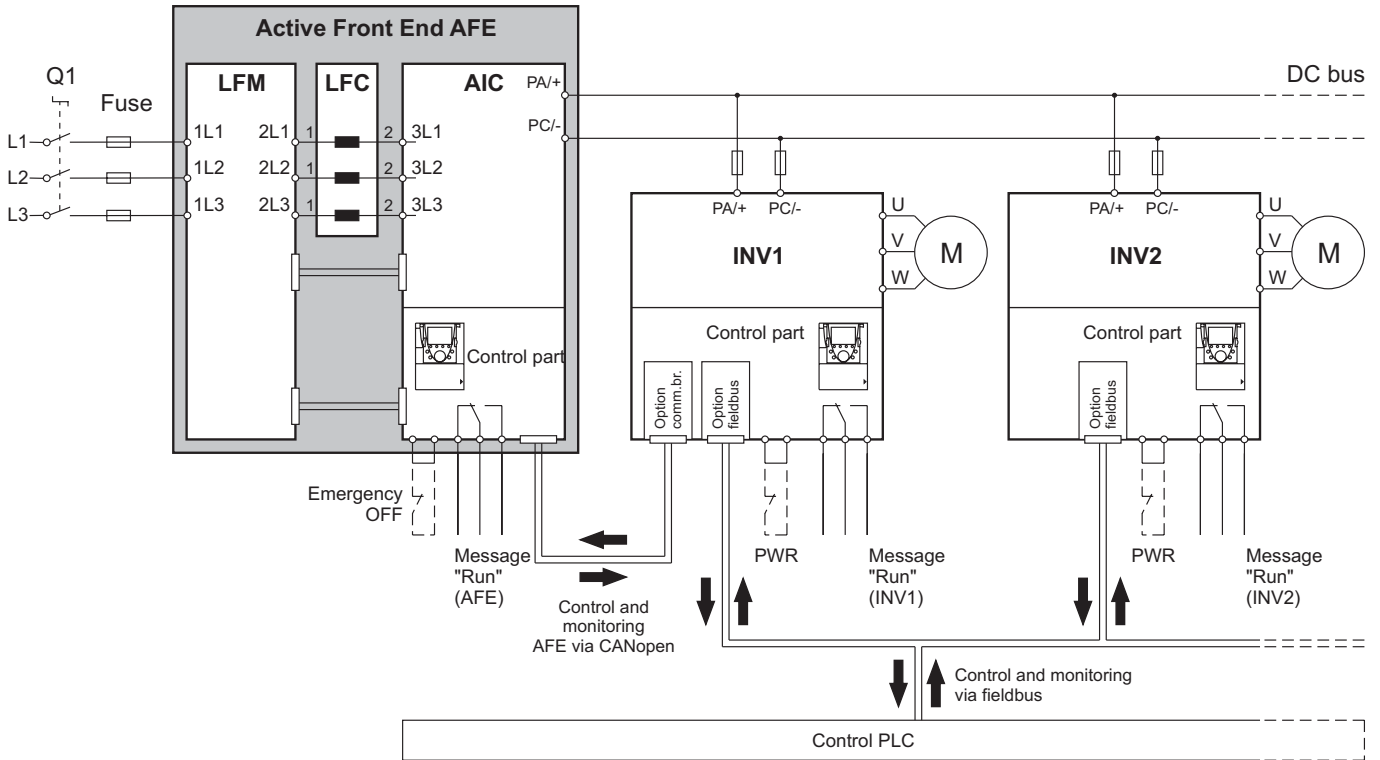 Active Front End AFE
LFM
LFC
AIC
PA/+
PC/-
DC bus
Q1
Fuse
L1
1L1
2L1
1
2
3L1
L2
1L2
2L2
1
2
3L2
L3
1L3
2L3
1
2
3L3
Control part
Emergency
OFF
Message
"Run"
(AFE)
Control and
monitoring
AFE via CANopen
PA/+
PC/-
INV1
U
V
W
M
Control part
Option
comm.br.
Option
fieldbus
PWR
Message
"Run"
(INV1)
PA/+
PC/-
INV2
U
V
W
M
Control part
Option
fieldbus
PWR
Message
"Run"
(INV2)
Control and monitoring
via fieldbus
Control PLC